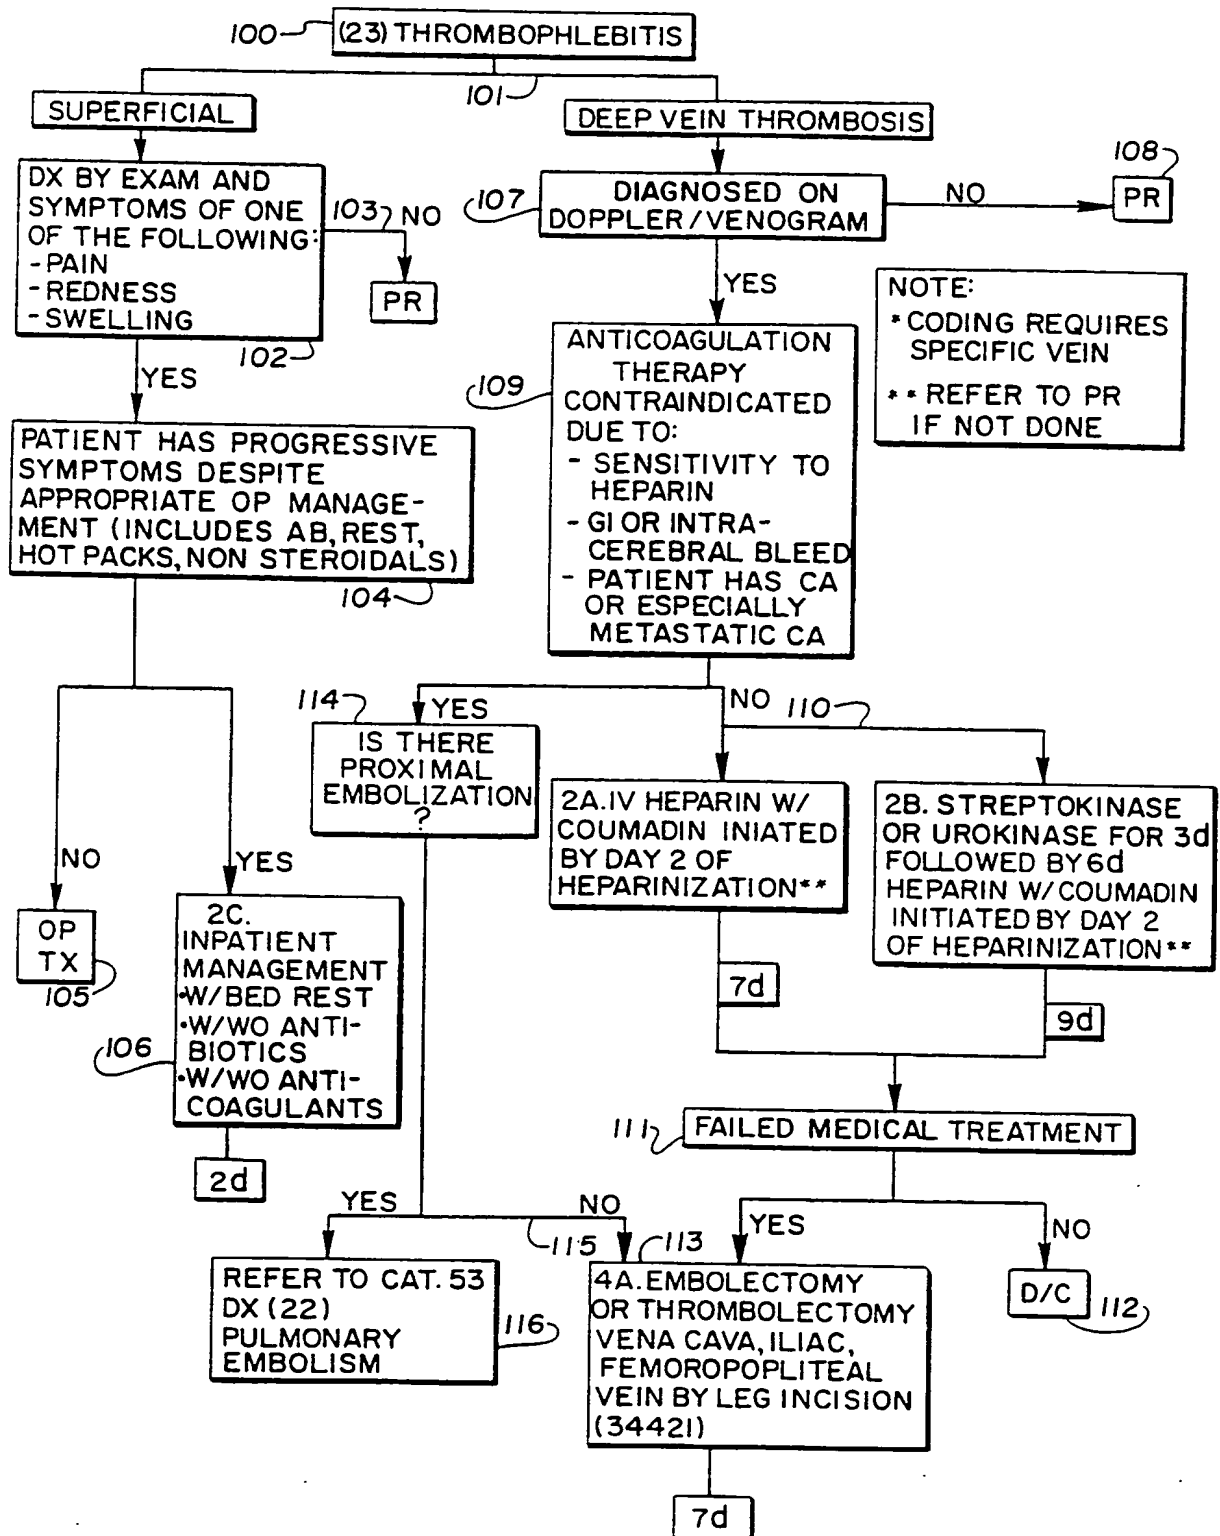 100
(23) THROMBOPHLEBITIS
101
SUPERFICIAL
DEEP VEIN THROMBOSIS
DX BY EXAM AND
SYMPTOMS OF ONE
OF THE FOLLOWING:
-PAIN
-REDNESS
-SWELLING
102
103
NO
PR
107
DIAGNOSED ON
DOPPLER/VENOGRAM
NO
108
PR
YES
YES
NOTE:
*CODING REQUIRES
SPECIFIC VEIN
**REFER TO PR
IF NOT DONE
109
ANTICOAGULATION
THERAPY
CONTRAINDICATED
DUE TO:
- SENSITIVITY TO
HEPARIN
- GI OR INTRA-
CEREBRAL BLEED
- PATIENT HAS CA
OR ESPECIALLY
METASTATIC CA
PATIENT HAS PROGRESSIVE
SYMPTOMS DESPITE
APPROPRIATE OP MANAGE-
MENT (INCLUDES AB, REST,
HOT PACKS, NON STEROIDALS)
104
114
YES
NO
110
IS THERE
PROXIMAL
EMBOLIZATION
?
2A. IV HEPARIN W/
COUMADIN INIATED
BY DAY 2 OF
HEPARINIZATION**
2B. STREPTOKINASE
OR UROKINASE FOR 3d
FOLLOWED BY 6d
HEPARIN W/COUMADIN
INITIATED BY DAY 2
OF HEPARINIZATION**
NO
YES
OP
TX
105
2C.
INPATIENT
MANAGEMENT
•W/BED REST
•W/WO ANTI-
BIOTICS
•W/WO ANTI-
COAGULANTS
106
2d
7d
9d
111
FAILED MEDICAL TREATMENT
YES
NO
115
113
YES
NO
REFER TO CAT. 53
DX (22)
PULMONARY
EMBOLISM
116
4A. EMBOLECTOMY
OR THROMBOLECTOMY
VENA CAVA, ILIAC,
FEMOROPOPLITEAL
VEIN BY LEG INCISION
(34421)
D/C
112
7d